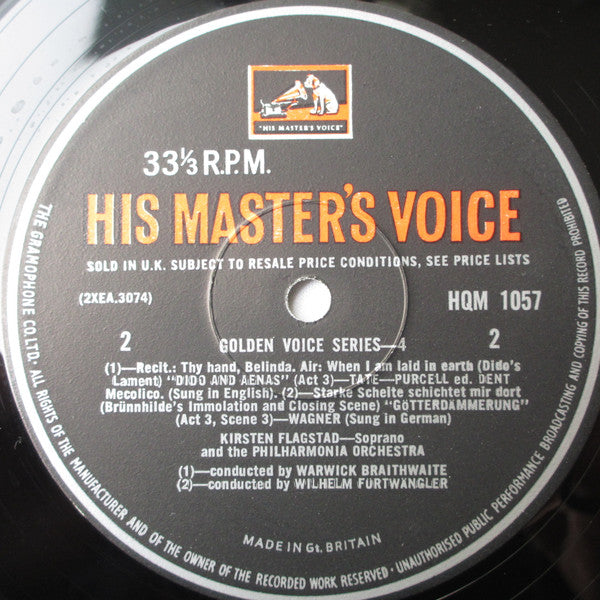 "HIS MASTER'S VOICE"
33⅓ R.P.M.
HIS MASTER'S VOICE
SOLD IN U.K. SUBJECT TO RESALE PRICE CONDITIONS, SEE PRICE LISTS
(2XEA.3074)
HQM 1057
2
GOLDEN VOICE SERIES—4
2
(1)—Recit.: Thy hand, Belinda. Air: When I am laid in earth (Dido's
Lament) "DIDO AND AENAS" (Act 3)—TATE—PURCELL ed. DENT
Mecolico. (Sung in English). (2)—Starke Scheite schichtet mir dort
(Brünnhilde's Immolation and Closing Scene) "GÖTTERDÄMMERUNG"
(Act 3, Scene 3)—WAGNER (Sung in German)
KIRSTEN FLAGSTAD—Soprano
and the PHILHARMONIA ORCHESTRA
(1)—conducted by WARWICK BRAITHWAITE
(2)—conducted by WILHELM FURTWÄNGLER
MADE IN Gt. BRITAIN
THE GRAMOPHONE CO. LTD. · ALL RIGHTS OF THE MANUFACTURER AND OF THE OWNER OF THE RECORDED WORK RESERVED · UNAUTHORISED PUBLIC PERFORMANCE BROADCASTING AND COPYING OF THIS RECORD PROHIBITED